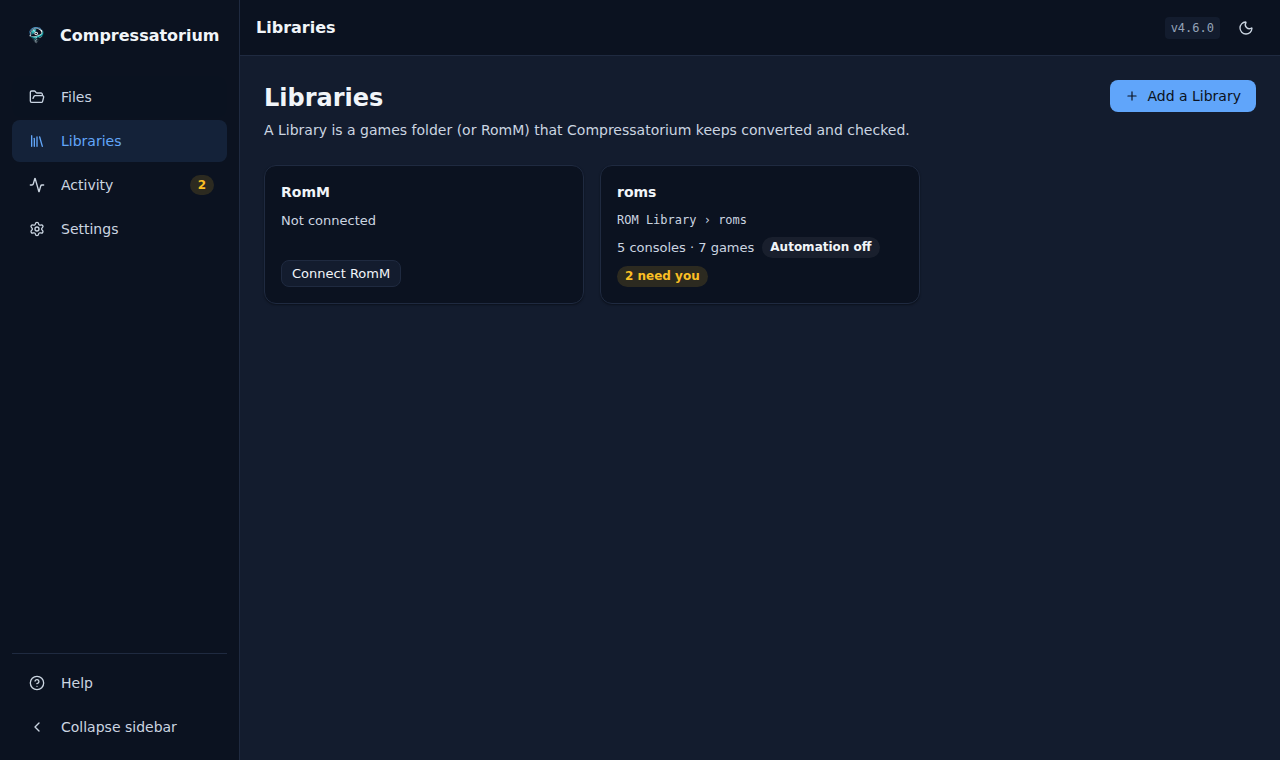 Compressatorium
Files
Libraries
Activity 2
Settings
Help
Collapse sidebar
Libraries
v4.6.0
Libraries
Add a Library
A Library is a games folder (or RomM) that Compressatorium keeps converted and checked.
RomM
Not connected
Connect RomM
roms
ROM Library › roms
5 consoles · 7 games Automation off
2 need you